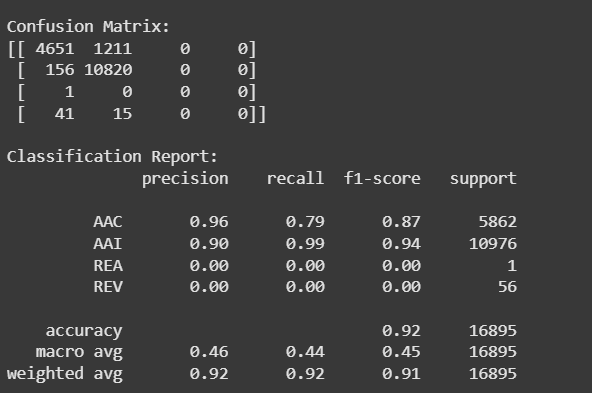 Confusion Matrix:
[[ 4651  1211     0     0]
 [  156 10820     0     0]
 [    1     0     0     0]
 [   41    15     0     0]]
Classification Report:
              precision    recall  f1-score   support
         AAC       0.96      0.79      0.87      5862
         AAI       0.90      0.99      0.94     10976
         REA       0.00      0.00      0.00         1
         REV       0.00      0.00      0.00        56
    accuracy                           0.92     16895
   macro avg       0.46      0.44      0.45     16895
weighted avg       0.92      0.92      0.91     16895